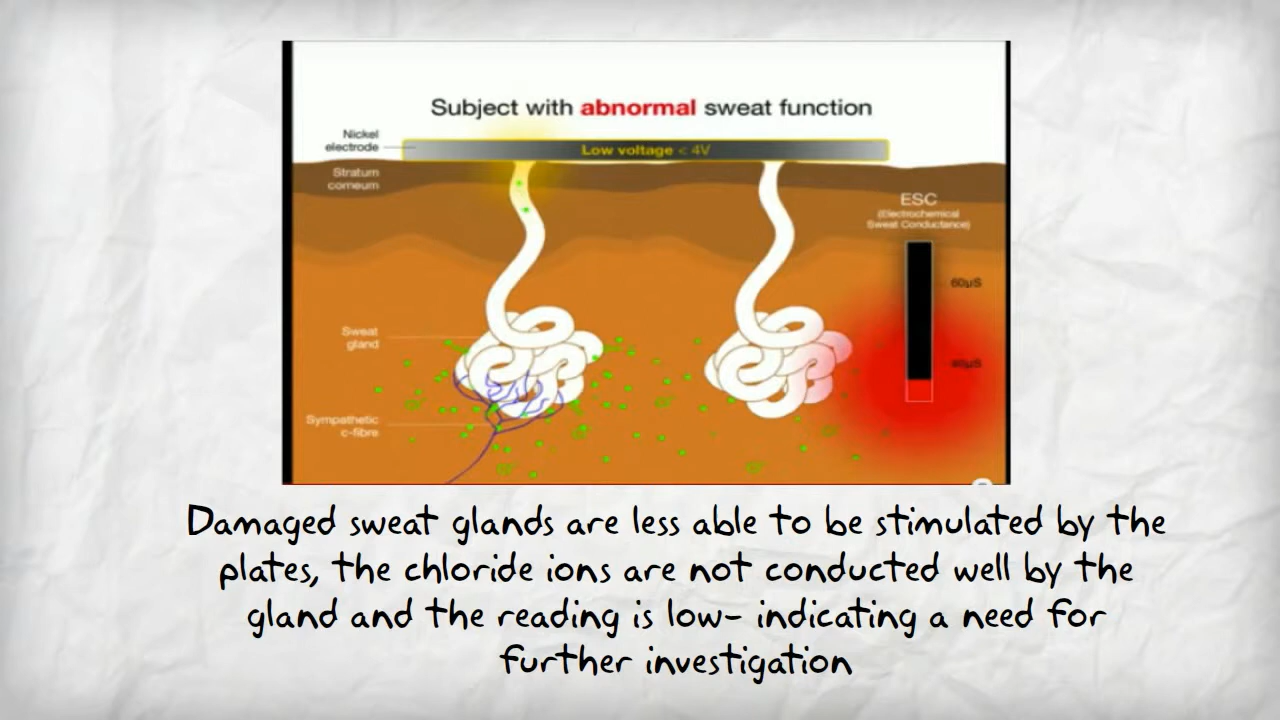 Subject with abnormal sweat function
Nickel
electrode
Low voltage < 4V
Stratum
corneum
ESC
(Electrochemical
Sweat Conductance)
60µS
40µS
Sweat
gland
Sympathetic
c-fibre
Damaged sweat glands are less able to be stimulated by the
plates, the chloride ions are not conducted well by the
gland and the reading is low- indicating a need for
further investigation